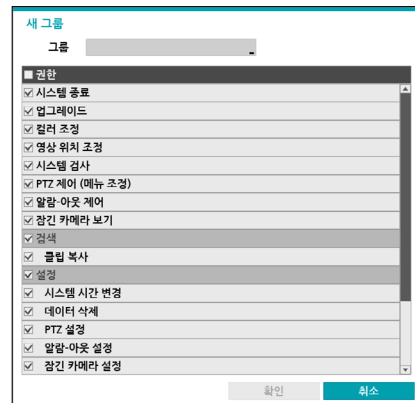 새 그룹
그룹
권한
시스템 종료
업그레이드
컬러 조정
영상 위치 조정
시스템 검사
PTZ 제어 (메뉴 조정)
알람-아웃 제어
잠긴 카메라 보기
검색
클립 복사
설정
시스템 시간 변경
데이터 삭제
PTZ 설정
알람-아웃 설정
잠긴 카메라 설정
확인 취소